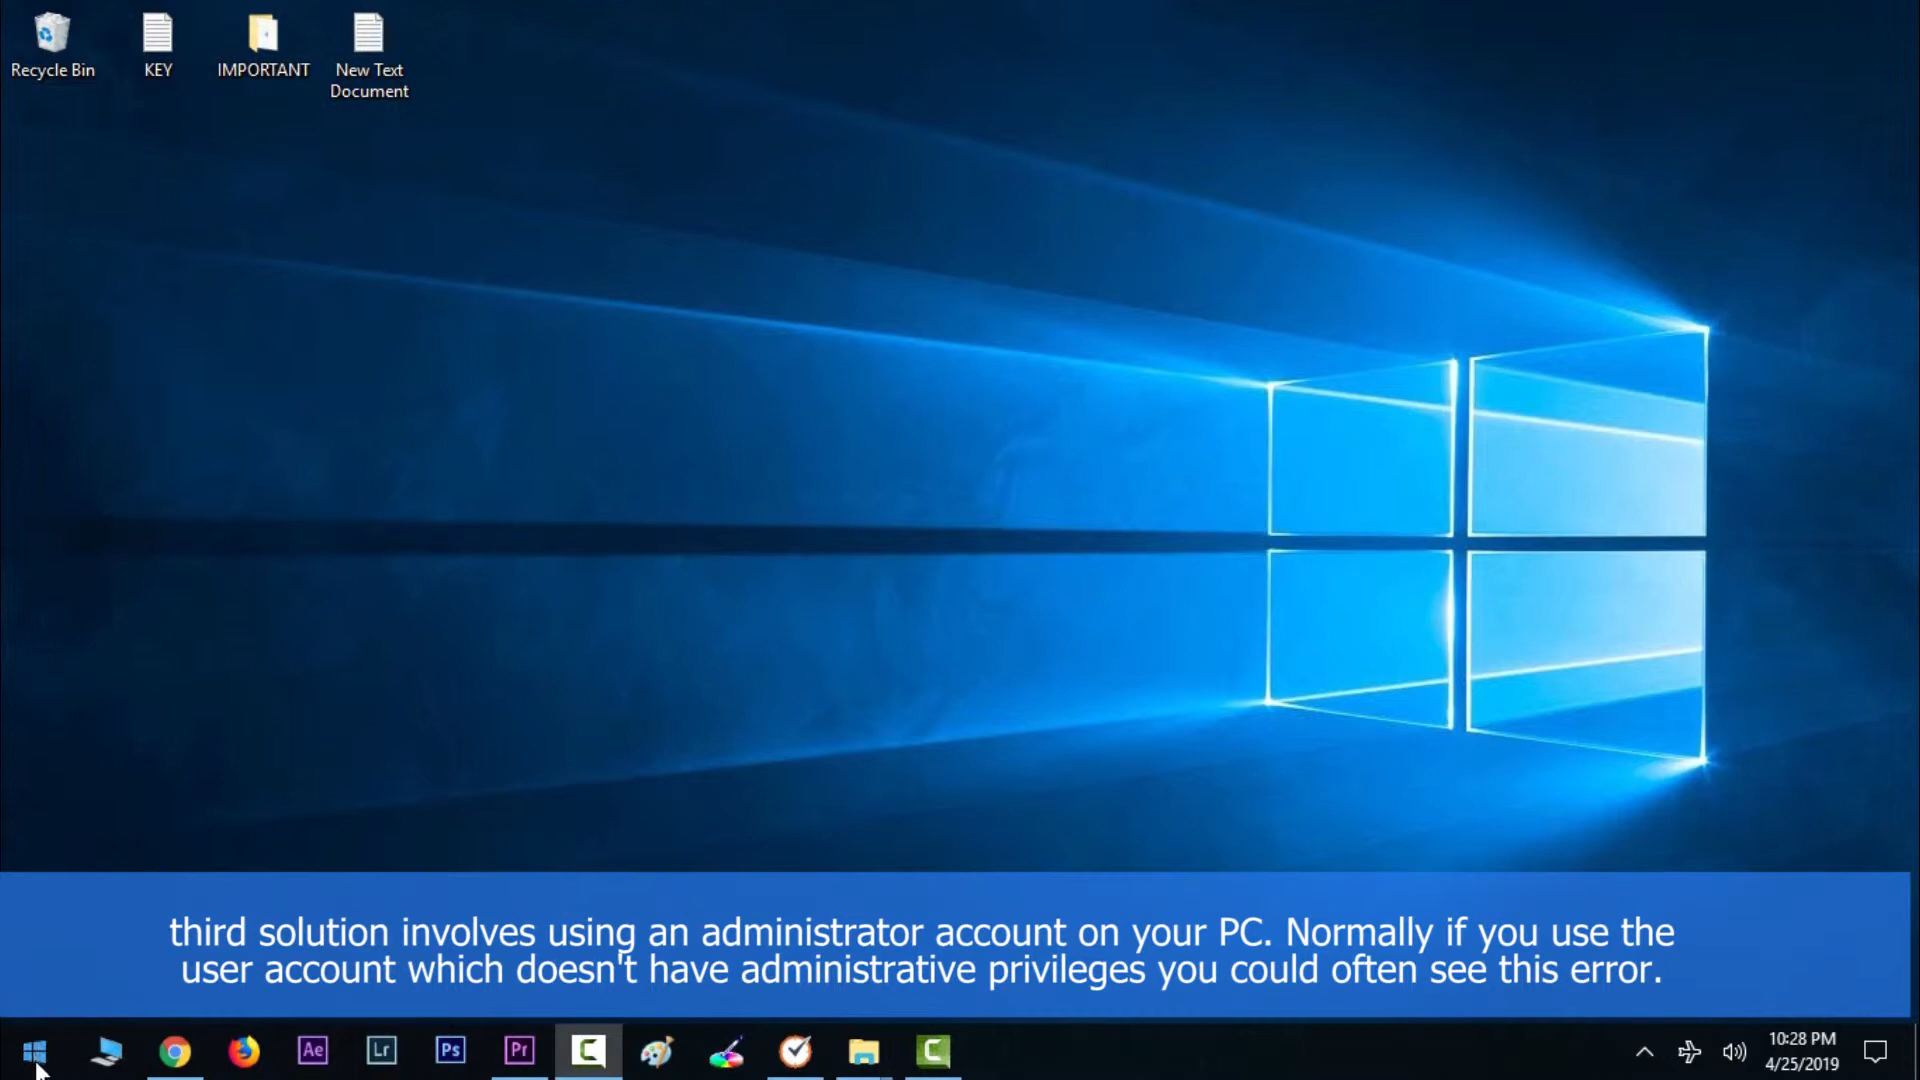 Recycle Bin
KEY
IMPORTANT
New Text
Document
third solution involves using an administrator account on your PC. Normally if you use the
user account which doesn't have administrative privileges you could often see this error.
Ae
Lr
Ps
Pr
10:28 PM
4/25/2019